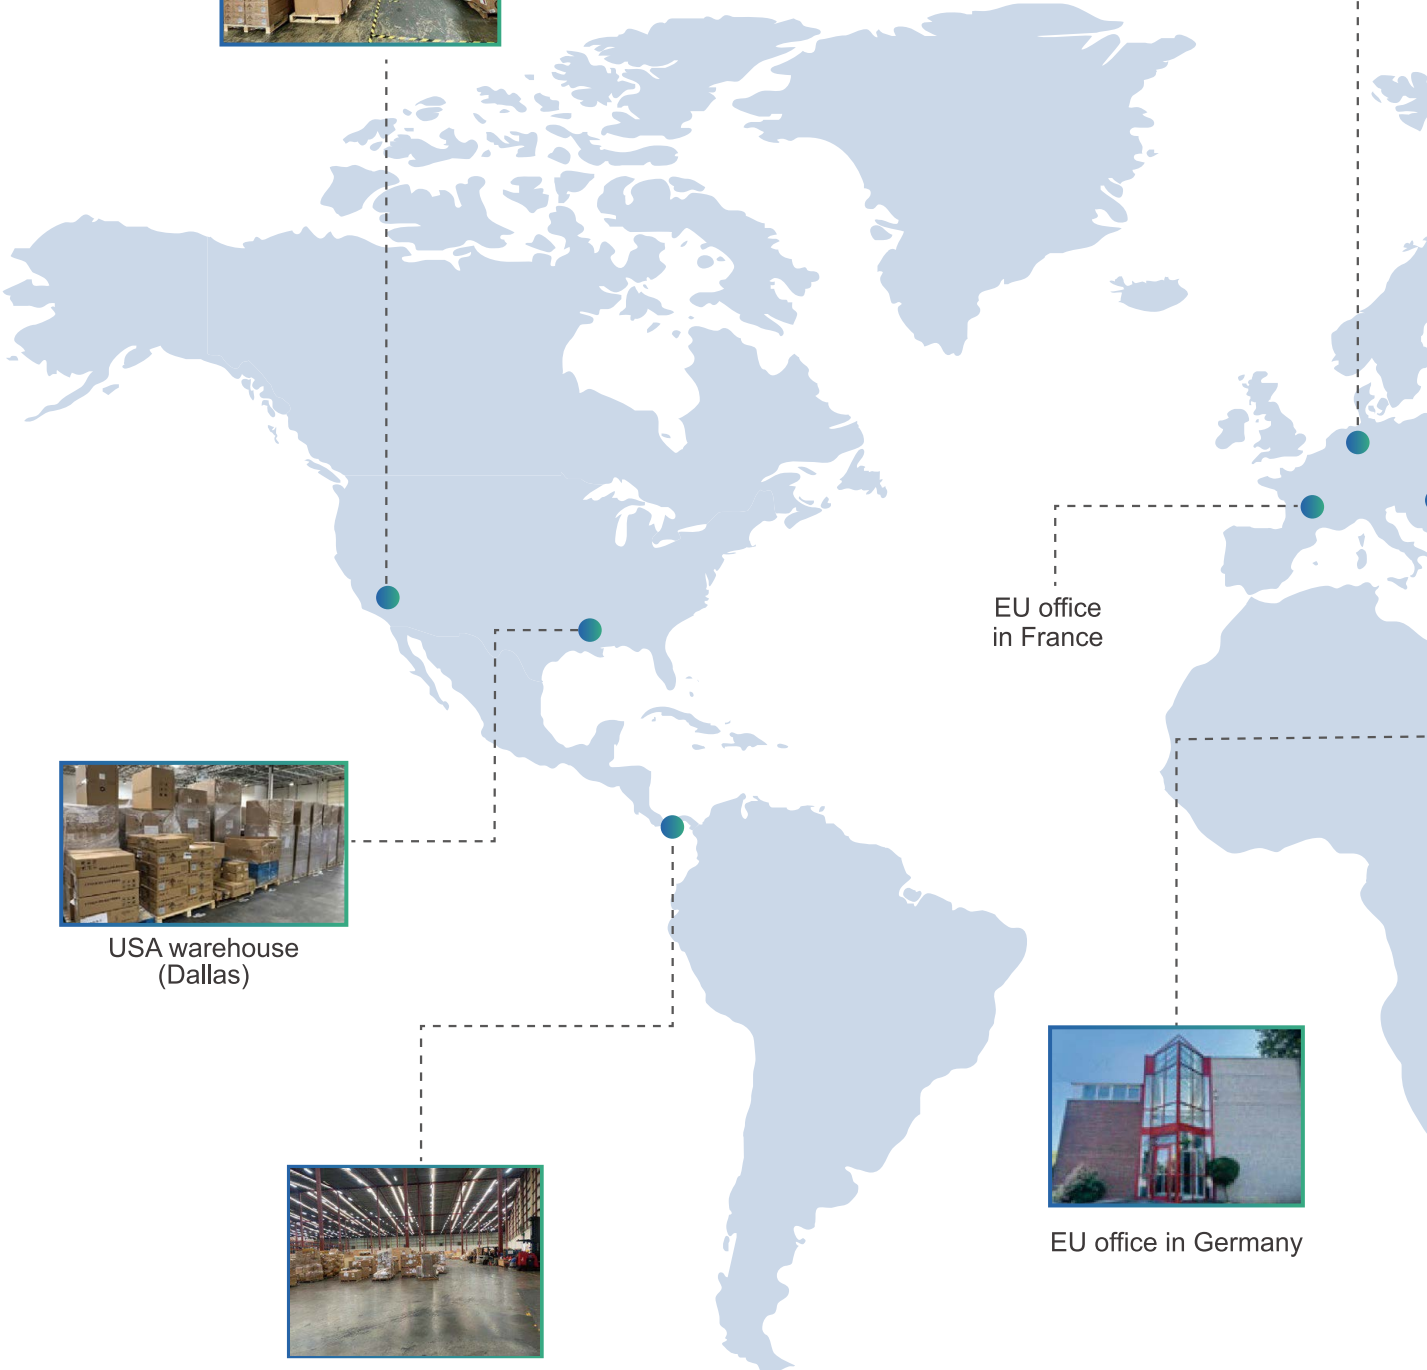 EU office
in France
USA warehouse
(Dallas)
EU office in Germany